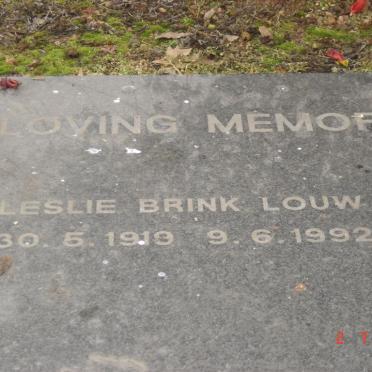 LOVING MEMOR
LESLIE BRINK LOUW
30. 5. 1919 9. 6. 1992